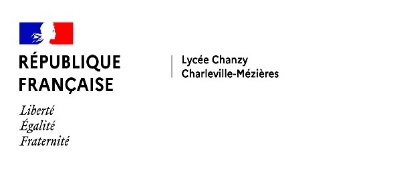 RÉPUBLIQUE
FRANÇAISE
Liberté
Égalité
Fraternité
Lycée Chanzy
Charleville-Mézières